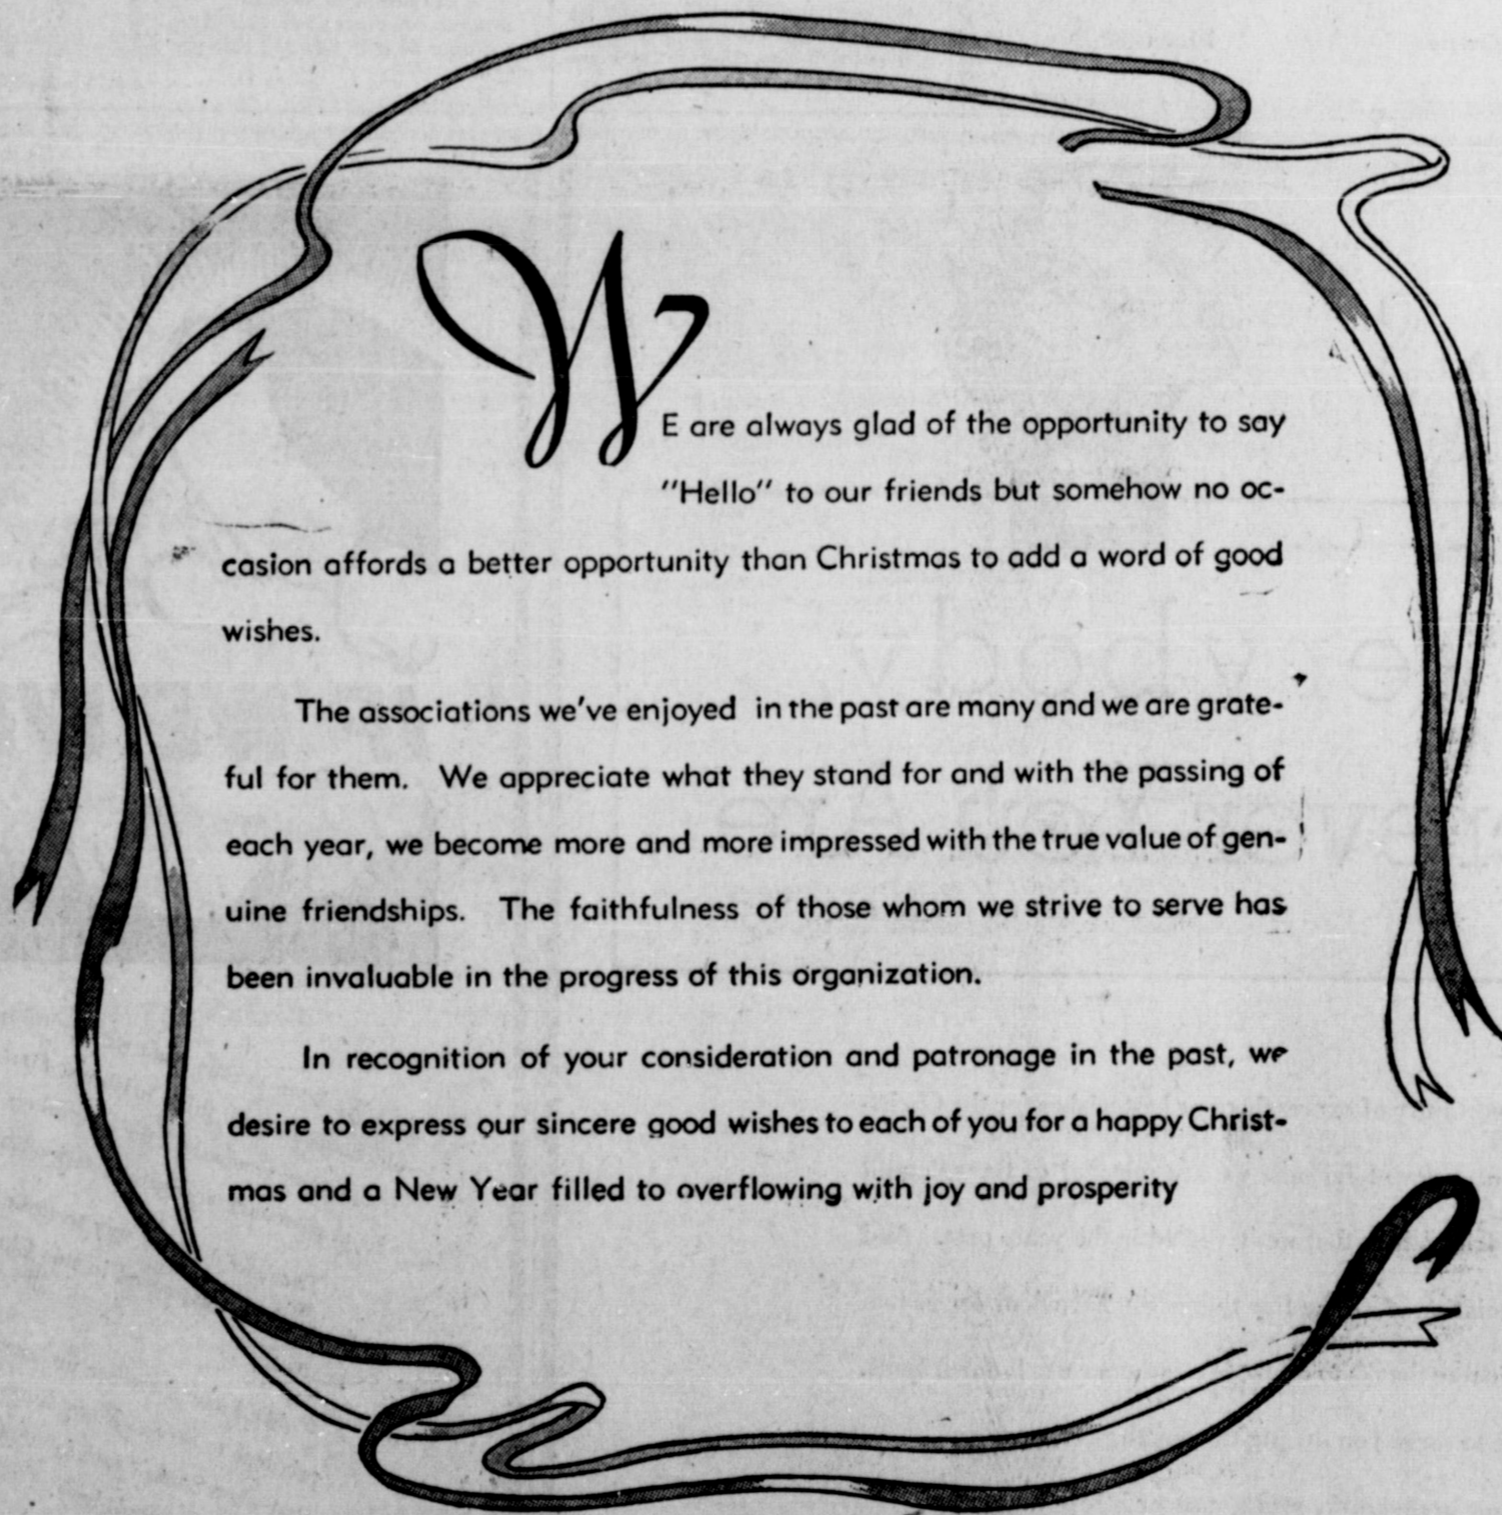 WE are always glad of the opportunity to say
"Hello" to our friends but somehow no oc-
casion affords a better opportunity than Christmas to add a word of good
wishes.
The associations we've enjoyed in the past are many and we are grate-
ful for them. We appreciate what they stand for and with the passing of
each year, we become more and more impressed with the true value of gen-
uine friendships. The faithfulness of those whom we strive to serve has
been invaluable in the progress of this organization.
In recognition of your consideration and patronage in the past, we
desire to express our sincere good wishes to each of you for a happy Christ-
mas and a New Year filled to overflowing with joy and prosperity